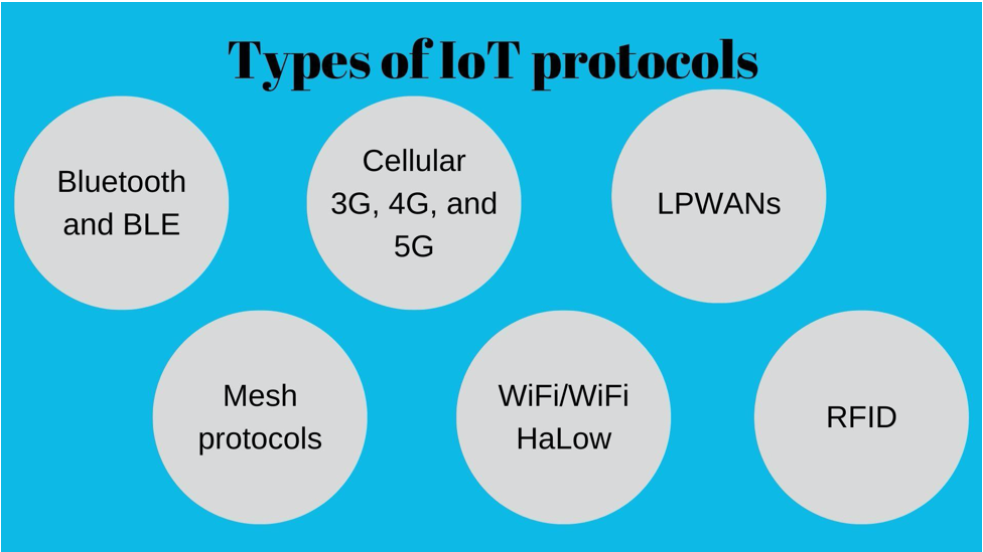 Types of IoT protocols
Bluetooth
and BLE
Cellular
3G, 4G, and
5G
LPWANs
Mesh
protocols
WiFi/WiFi
HaLow
RFID